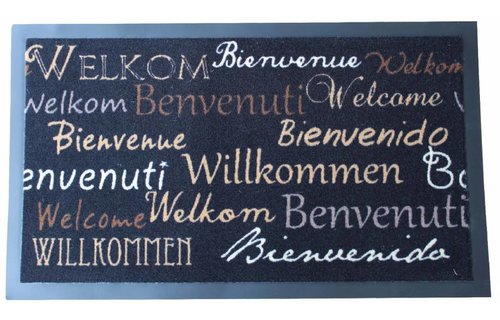 WELKOM Bienvenue Welkom
Welkom Benvenuti Welcome
Bienvenue Bienvenido
envenuti Willkommen B
Welcome Welkom Benvenuti
WILLKOMMEN Bienvenido